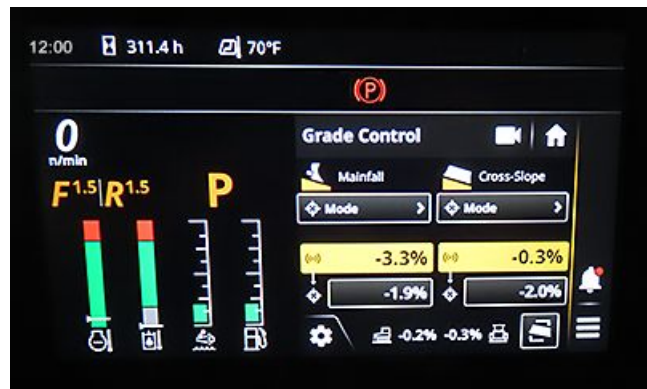 12:00 311.4 h 70°F
(P)
0
n/min
F1.5|R1.5 P
Grade Control
Mainfall Cross-Slope
Mode > Mode >
-3.3% -0.3%
-1.9% -2.0%
-0.2% -0.3%